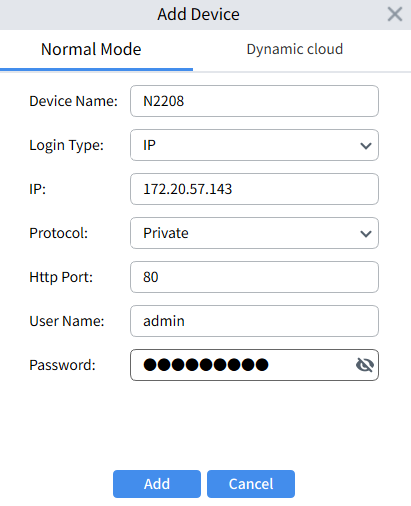 Add Device
Normal Mode Dynamic cloud
Device Name: N2208
Login Type: IP
IP: 172.20.57.143
Protocol: Private
Http Port: 80
User Name: admin
Password: ●●●●●●●●●
Add Cancel